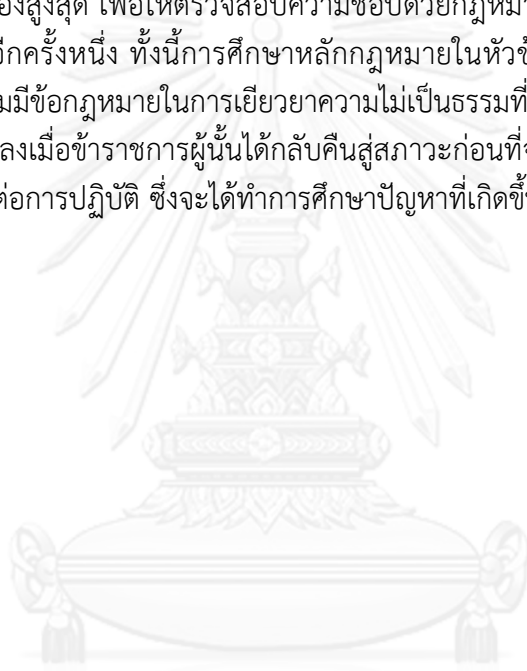 องสูงสุด เพื่อให้ตรวจสอบความชอบด้วยกฎหมา
อีกครั้งหนึ่ง ทั้งนี้การศึกษาหลักกฎหมายในหัวข้
มมีข้อกฎหมายในการเยียวยาความไม่เป็นธรรมที่
ลงเมื่อข้าราชการผู้นั้นได้กลับคืนสู่สภาวะก่อนที่จ
ต่อการปฏิบัติ ซึ่งจะได้ทำการศึกษาปัญหาที่เกิดขึ้